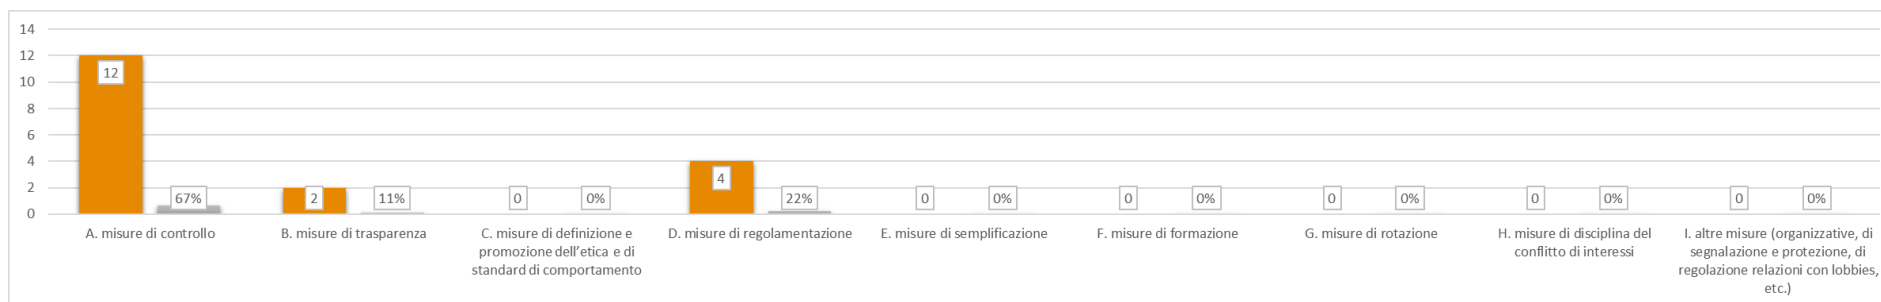 14
12
10
8
6
4
2
0
12
67%
2
11%
0
0%
4
22%
0
0%
0
0%
0
0%
0
0%
0
0%
A. misure di controllo
B. misure di trasparenza
C. misure di definizione e
promozione dell’etica e di
standard di comportamento
D. misure di regolamentazione
E. misure di semplificazione
F. misure di formazione
G. misure di rotazione
H. misure di disciplina del
conflitto di interessi
I. altre misure (organizzative, di
segnalazione e protezione, di
regolazione relazioni con lobbies,
etc.)